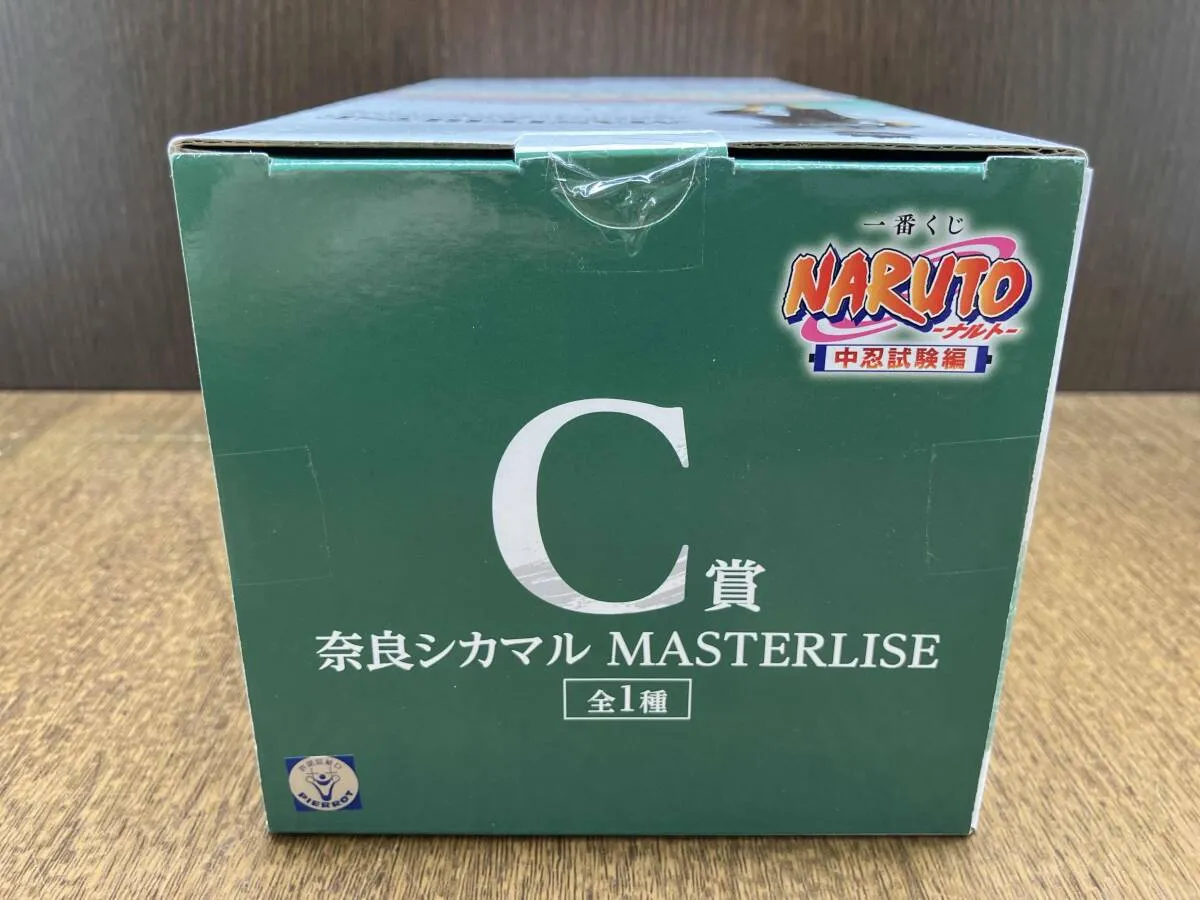 一番くじ
NARUTO
-ナルト-
中忍試験編
C賞
奈良シカマル MASTERLISE
全1種
PIERROT